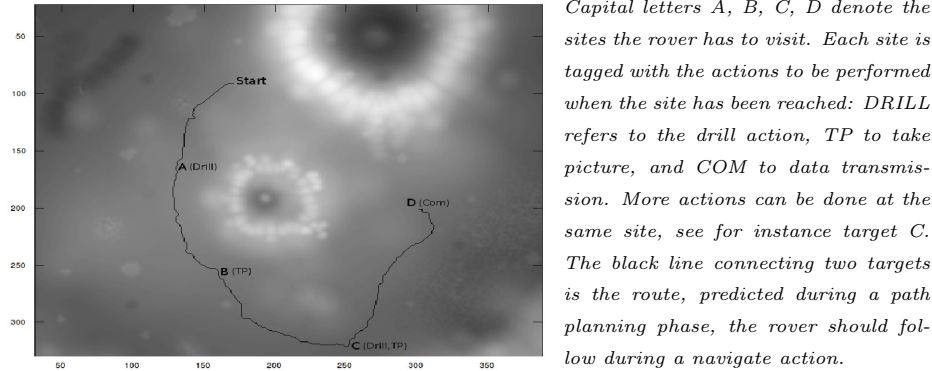 50
100
150
200
250
300
50 100 150 200 250 300 350
Start
A (Drill)
D (Com)
B (TP)
C (Drill,TP)
Capital letters A, B, C, D denote the
sites the rover has to visit. Each site is
tagged with the actions to be performed
when the site has been reached: DRILL
refers to the drill action, TP to take
picture, and COM to data transmis-
sion. More actions can be done at the
same site, see for instance target C.
The black line connecting two targets
is the route, predicted during a path
planning phase, the rover should fol-
low during a navigate action.